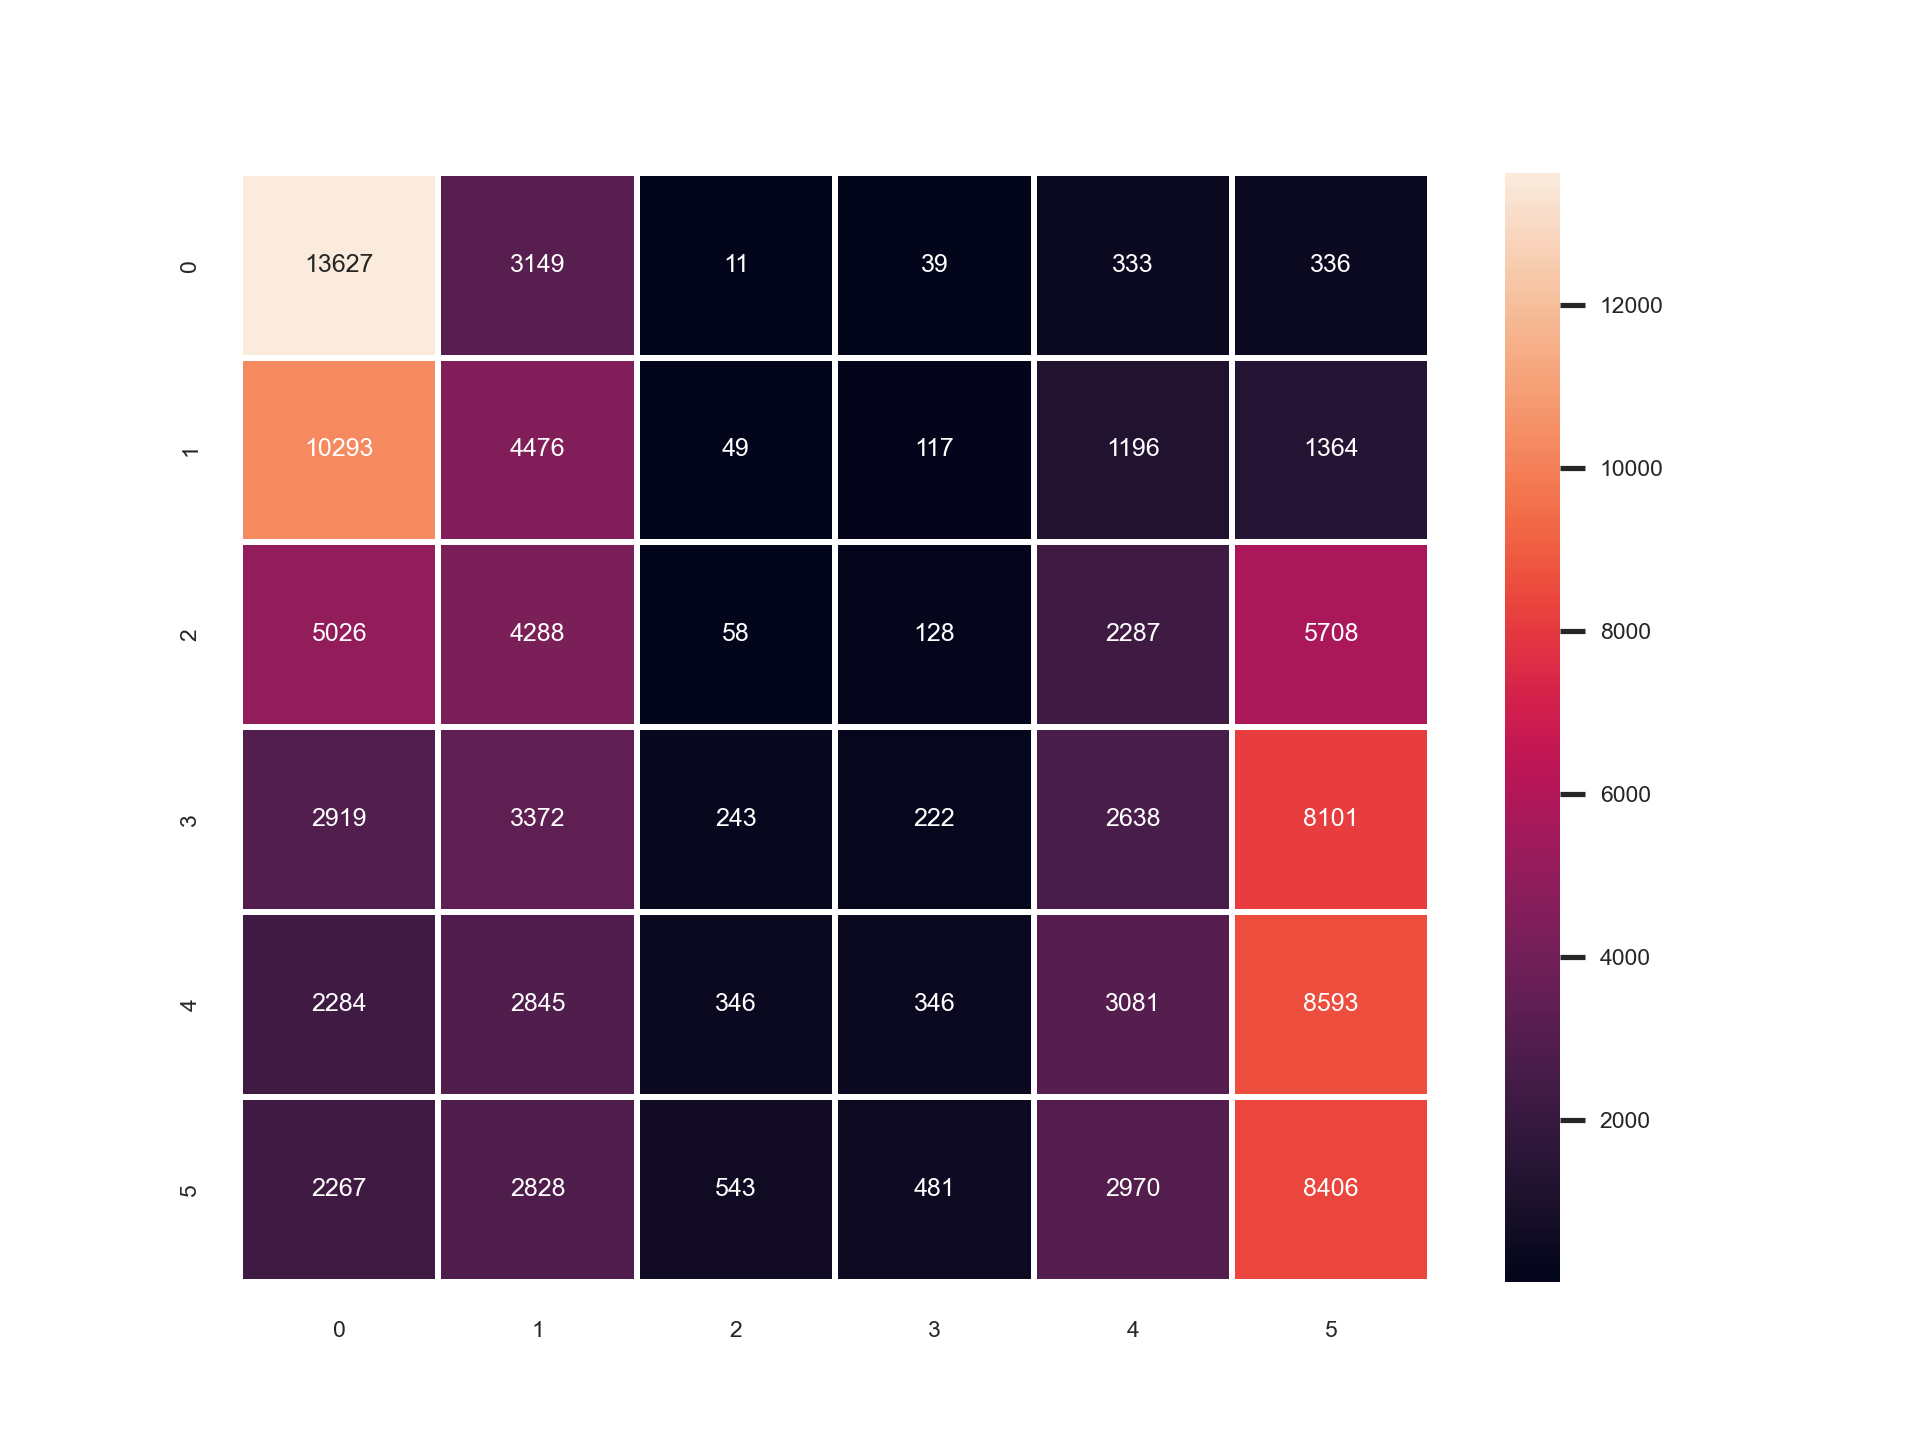 0 13627 3149 11 39 333 336
12000
1 10293 4476 49 117 1196 1364
10000
2 5026 4288 58 128 2287 5708
8000
6000
3 2919 3372 243 222 2638 8101
4000
4 2284 2845 346 346 3081 8593
2000
5 2267 2828 543 481 2970 8406
0 1 2 3 4 5